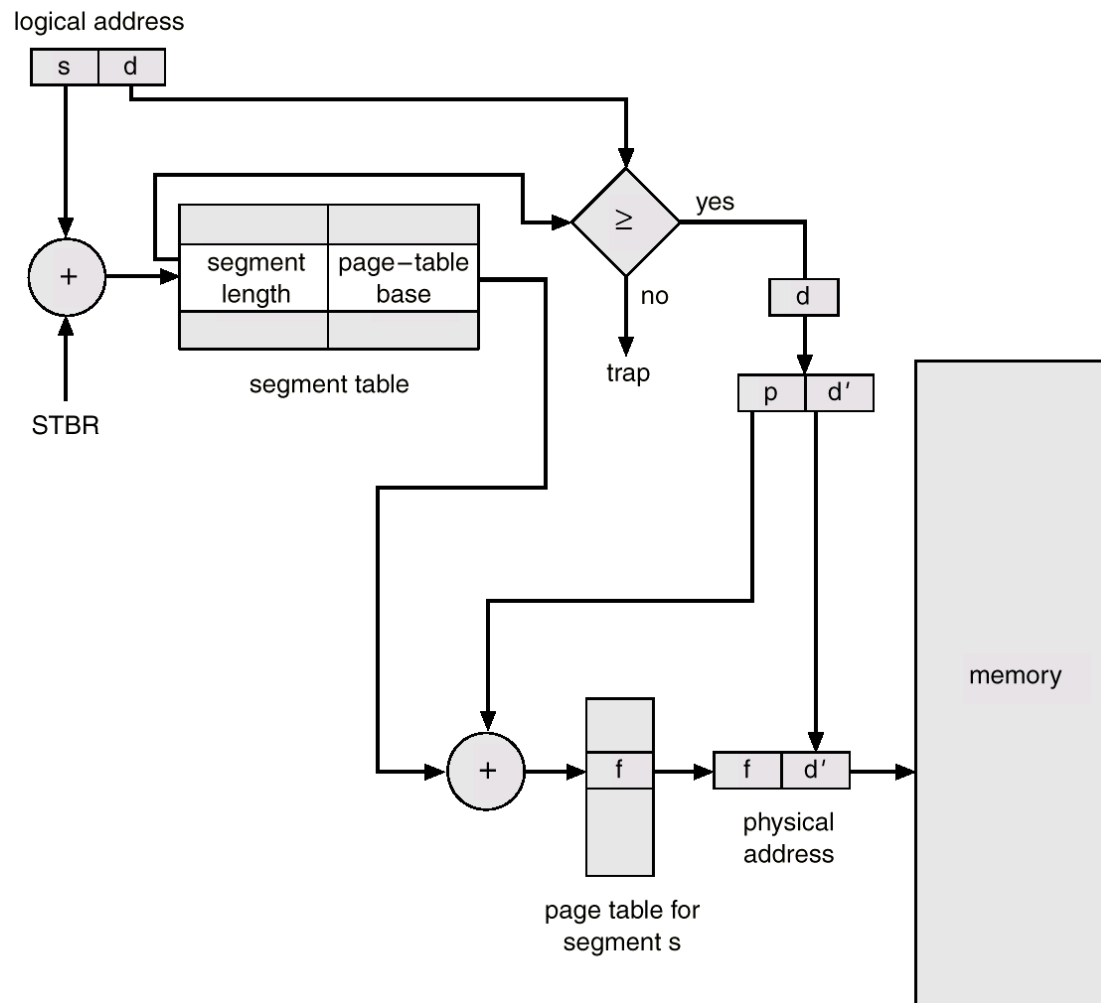 logical address
s d
≥
yes
segment length
page−table base
+
no
d
trap
segment table
p d′
STBR
memory
+
f
f d′
physical
address
page table for
segment s